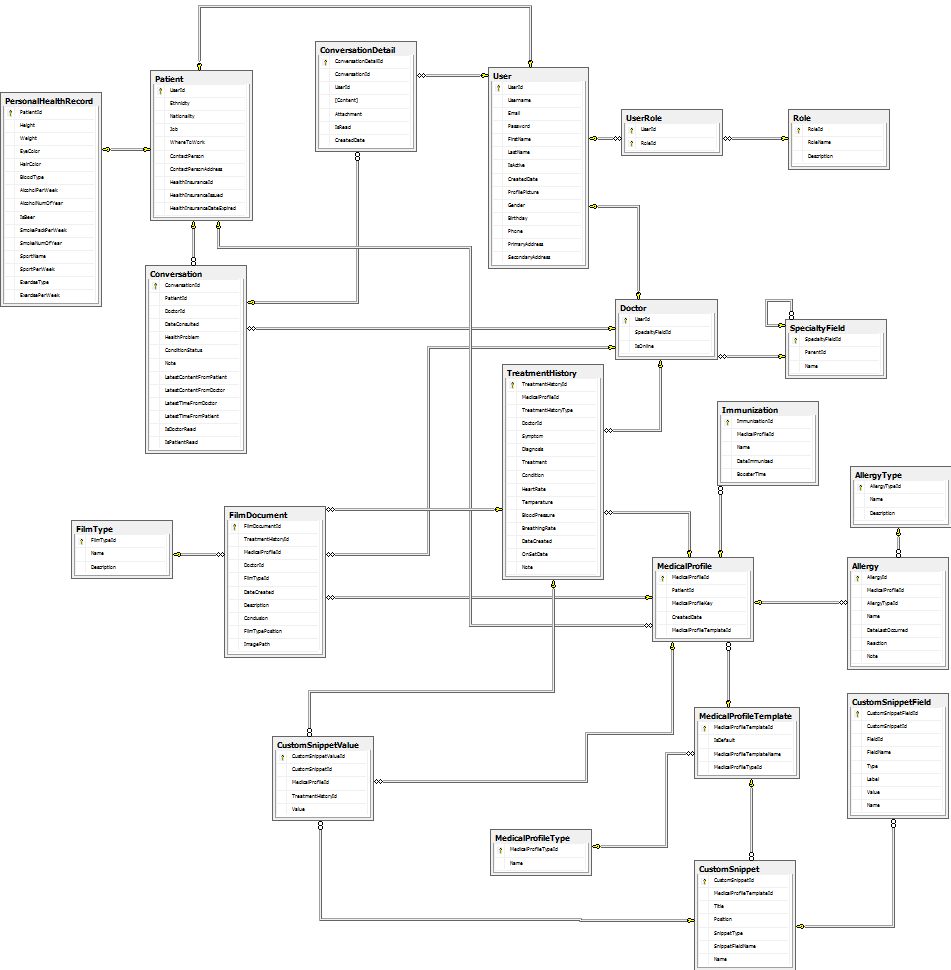 ConversationDetail
ConversationDetailId
ConversationId
UserId
[Content]
Attachment
IsRead
CreatedDate
Patient
UserId
Ethnicity
Nationality
Job
WhereToWork
ContactPerson
ContactPersonAddress
HealthInsuranceId
HealthInsuranceIssued
HealthInsuranceDateExpired
User
UserId
Username
Email
Password
FirstName
LastName
IsActive
CreatedDate
ProfilePicture
Gender
Birthday
Phone
PrimaryAddress
SecondaryAddress
PersonalHealthRecord
PatientId
Height
Weight
EyeColor
HairColor
BloodType
AlcoholPerWeek
AlcoholNumOfYear
IsBeer
SmokePackPerWeek
SmokeNumOfYear
SportName
SportPerWeek
ExerciseType
ExercisePerWeek
UserRole
UserId
RoleId
Role
RoleId
RoleName
Description
Conversation
ConversationId
PatientId
DoctorId
DateConsulted
HealthProblem
ConditionStatus
Note
LatestContentFromPatient
LatestContentFromDoctor
LatestTimeFromDoctor
LatestTimeFromPatient
IsDoctorRead
IsPatientRead
Doctor
UserId
SpecialtyFieldId
IsOnline
SpecialtyField
SpecialtyFieldId
ParentId
Name
TreatmentHistory
TreatmentHistoryId
MedicalProfileId
TreatmentHistoryType
DoctorId
Symptom
Diagnosis
Treatment
Condition
HeartRate
Temperature
BloodPressure
BreathingRate
DateCreated
OnSetDate
Note
Immunization
ImmunizationId
MedicalProfileId
Name
DateImmunized
BoosterTime
AllergyType
AllergyTypeId
Name
Description
FilmType
FilmTypeId
Name
Description
FilmDocument
FilmDocumentId
TreatmentHistoryId
MedicalProfileId
DoctorId
FilmTypeId
DateCreated
Description
Conclusion
FilmTypePosition
ImagePath
MedicalProfile
MedicalProfileId
PatientId
MedicalProfileKey
CreatedDate
MedicalProfileTemplateId
Allergy
AllergyId
MedicalProfileId
AllergyTypeId
Name
DateLastOccurred
Reaction
Note
CustomSnippetField
CustomSnippetFieldId
CustomSnippetId
FieldId
FieldName
Type
Label
Value
Name
MedicalProfileTemplate
MedicalProfileTemplateId
IsDefault
MedicalProfileTemplateName
MedicalProfileTypeId
CustomSnippetValue
CustomSnippetValueId
CustomSnippetId
MedicalProfileId
TreatmentHistoryId
Value
MedicalProfileType
MedicalProfileTypeId
Name
CustomSnippet
CustomSnippetId
MedicalProfileTemplateId
Title
Position
SnippetType
SnippetFieldName
Name